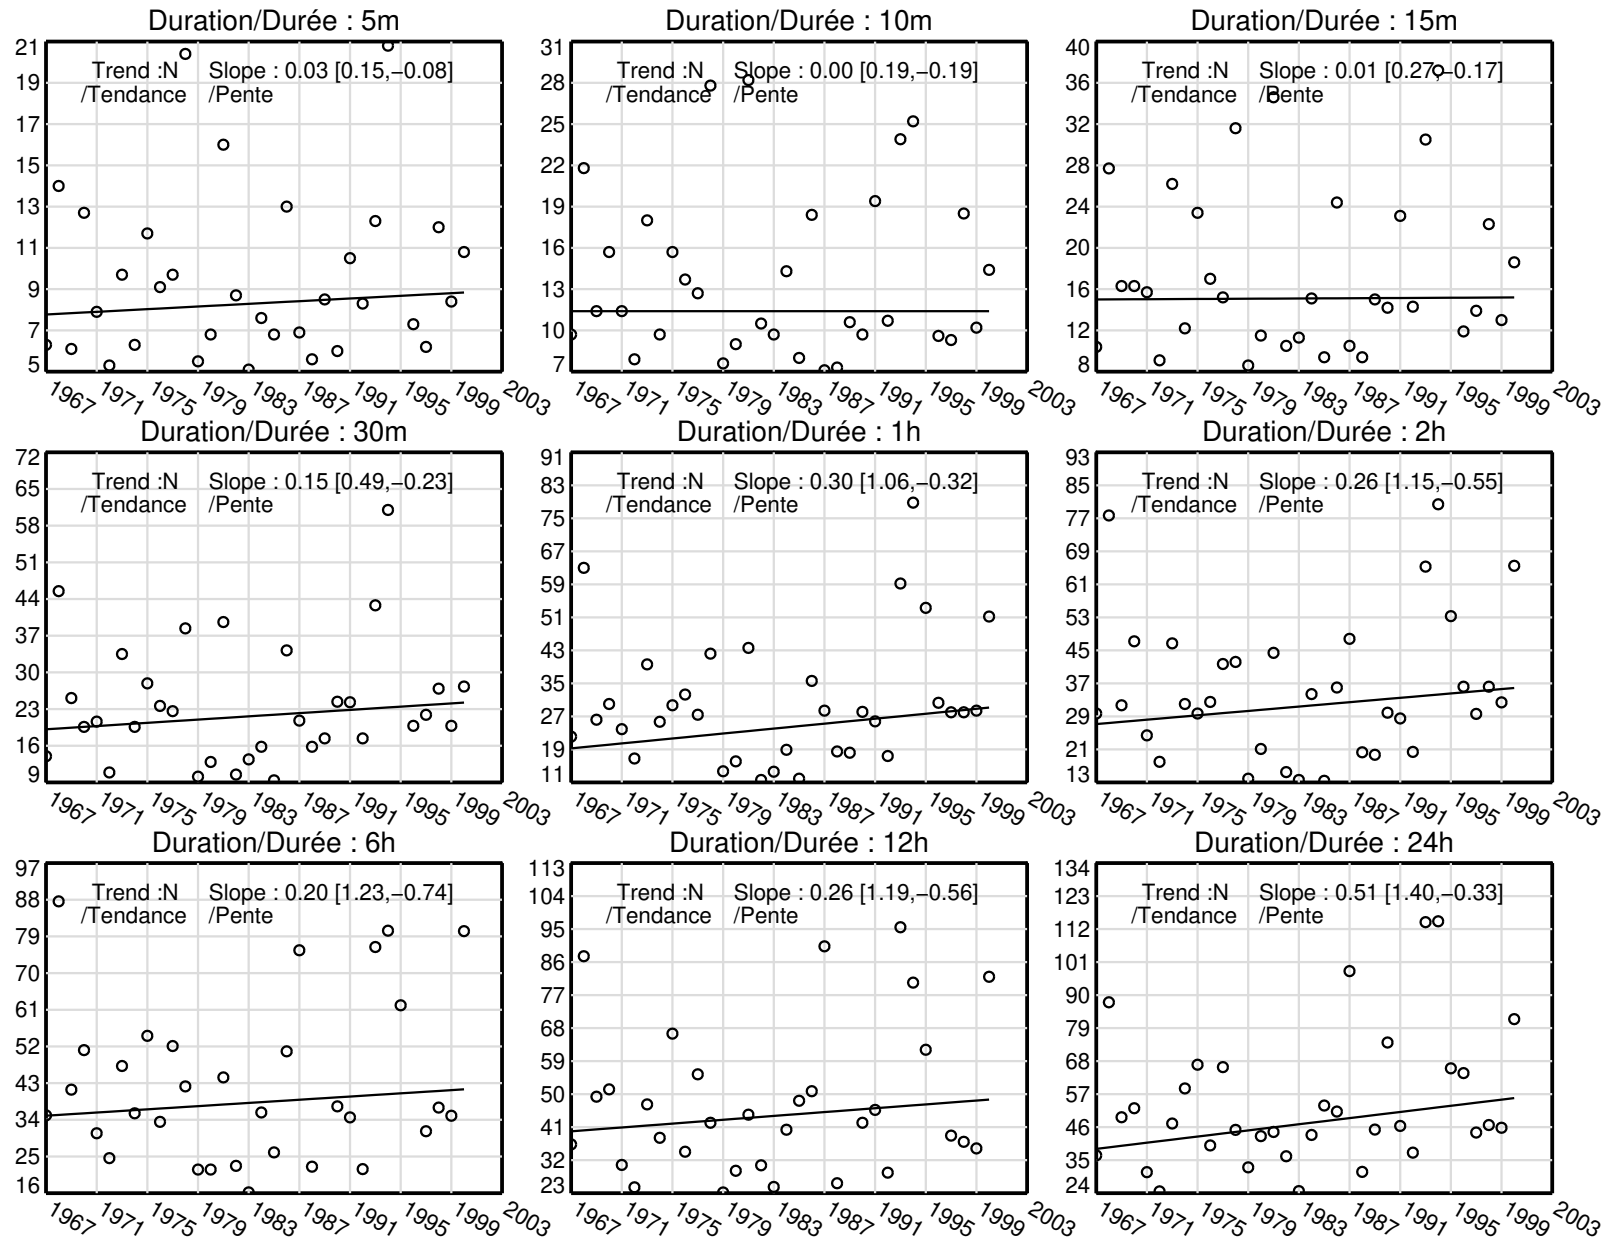 Duration/Durée : 5m
Trend :N Slope : 0.03 [0.15,−0.08]
/Tendance /Pente
21
19
17
15
13
11
9
7
5
1967 1971 1975 1979 1983 1987 1991 1995 1999 2003
Duration/Durée : 10m
Trend :N Slope : 0.00 [0.19,−0.19]
/Tendance /Pente
31
28
25
22
19
16
13
10
7
1967 1971 1975 1979 1983 1987 1991 1995 1999 2003
Duration/Durée : 15m
Trend :N Slope : 0.01 [0.27,−0.17]
/Tendance /Pente
40
36
32
28
24
20
16
12
8
1967 1971 1975 1979 1983 1987 1991 1995 1999 2003
Duration/Durée : 30m
Trend :N Slope : 0.15 [0.49,−0.23]
/Tendance /Pente
72
65
58
51
44
37
30
23
16
9
1967 1971 1975 1979 1983 1987 1991 1995 1999 2003
Duration/Durée : 1h
Trend :N Slope : 0.30 [1.06,−0.32]
/Tendance /Pente
91
83
75
67
59
51
43
35
27
19
11
1967 1971 1975 1979 1983 1987 1991 1995 1999 2003
Duration/Durée : 2h
Trend :N Slope : 0.26 [1.15,−0.55]
/Tendance /Pente
93
85
77
69
61
53
45
37
29
21
13
1967 1971 1975 1979 1983 1987 1991 1995 1999 2003
Duration/Durée : 6h
Trend :N Slope : 0.20 [1.23,−0.74]
/Tendance /Pente
97
88
79
70
61
52
43
34
25
16
1967 1971 1975 1979 1983 1987 1991 1995 1999 2003
Duration/Durée : 12h
Trend :N Slope : 0.26 [1.19,−0.56]
/Tendance /Pente
113
104
95
86
77
68
59
50
41
32
23
1967 1971 1975 1979 1983 1987 1991 1995 1999 2003
Duration/Durée : 24h
Trend :N Slope : 0.51 [1.40,−0.33]
/Tendance /Pente
134
123
112
101
90
79
68
57
46
35
24
1967 1971 1975 1979 1983 1987 1991 1995 1999 2003